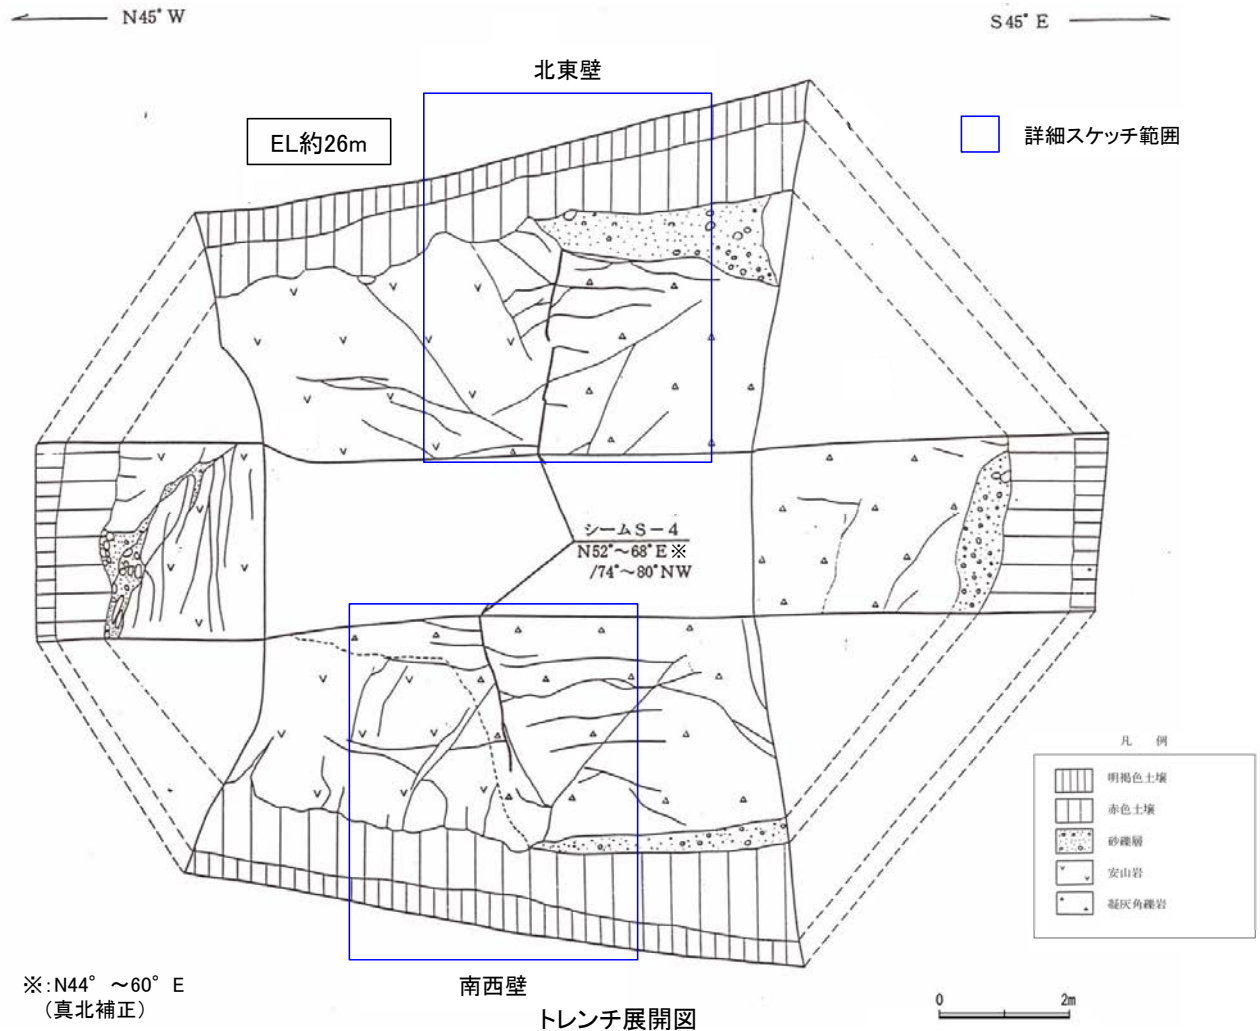 N45° W
S45° E
北東壁
EL約26m
詳細スケッチ範囲
シームS-4
N52°～68°E※
/74°～80°NW
凡 例
明褐色土壌
赤色土壌
砂礫層
安山岩
凝灰角礫岩
南西壁
※:N44° ～60° E
(真北補正)
トレンチ展開図
0 2m